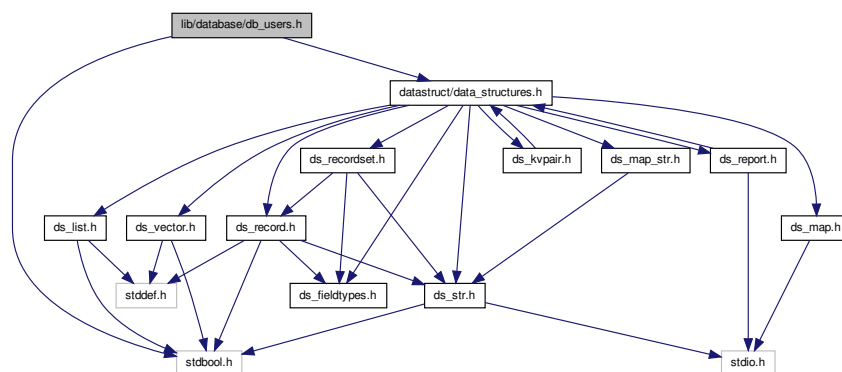 lib/database/db_users.h
datastruct/data_structures.h
ds_recordset.h
ds_kvpair.h
ds_map_str.h
ds_report.h
ds_list.h
ds_vector.h
ds_record.h
ds_map.h
stddef.h
ds_fieldtypes.h
ds_str.h
stdbool.h
stdio.h